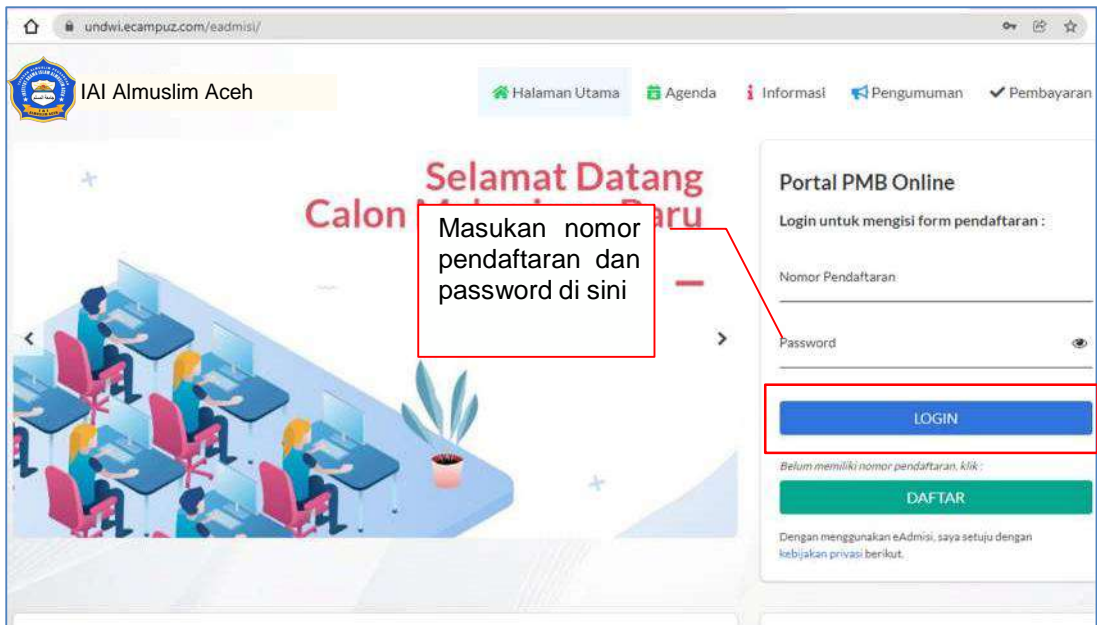 undwi.ecampuz.com/eadmisi/
IAI Almuslim Aceh
Halaman Utama
Agenda
Informasi
Pengumuman
Pembayaran
Selamat Datang
Calon
Masukan nomor
pendaftaran dan
password di sini
Portal PMB Online
Login untuk mengisi form pendaftaran :
Nomor Pendaftaran
Password
LOGIN
Belum memiliki nomor pendaftaran, klik :
DAFTAR
Dengan menggunakan eAdmisi, saya setuju dengan
kebijakan privasi berikut.